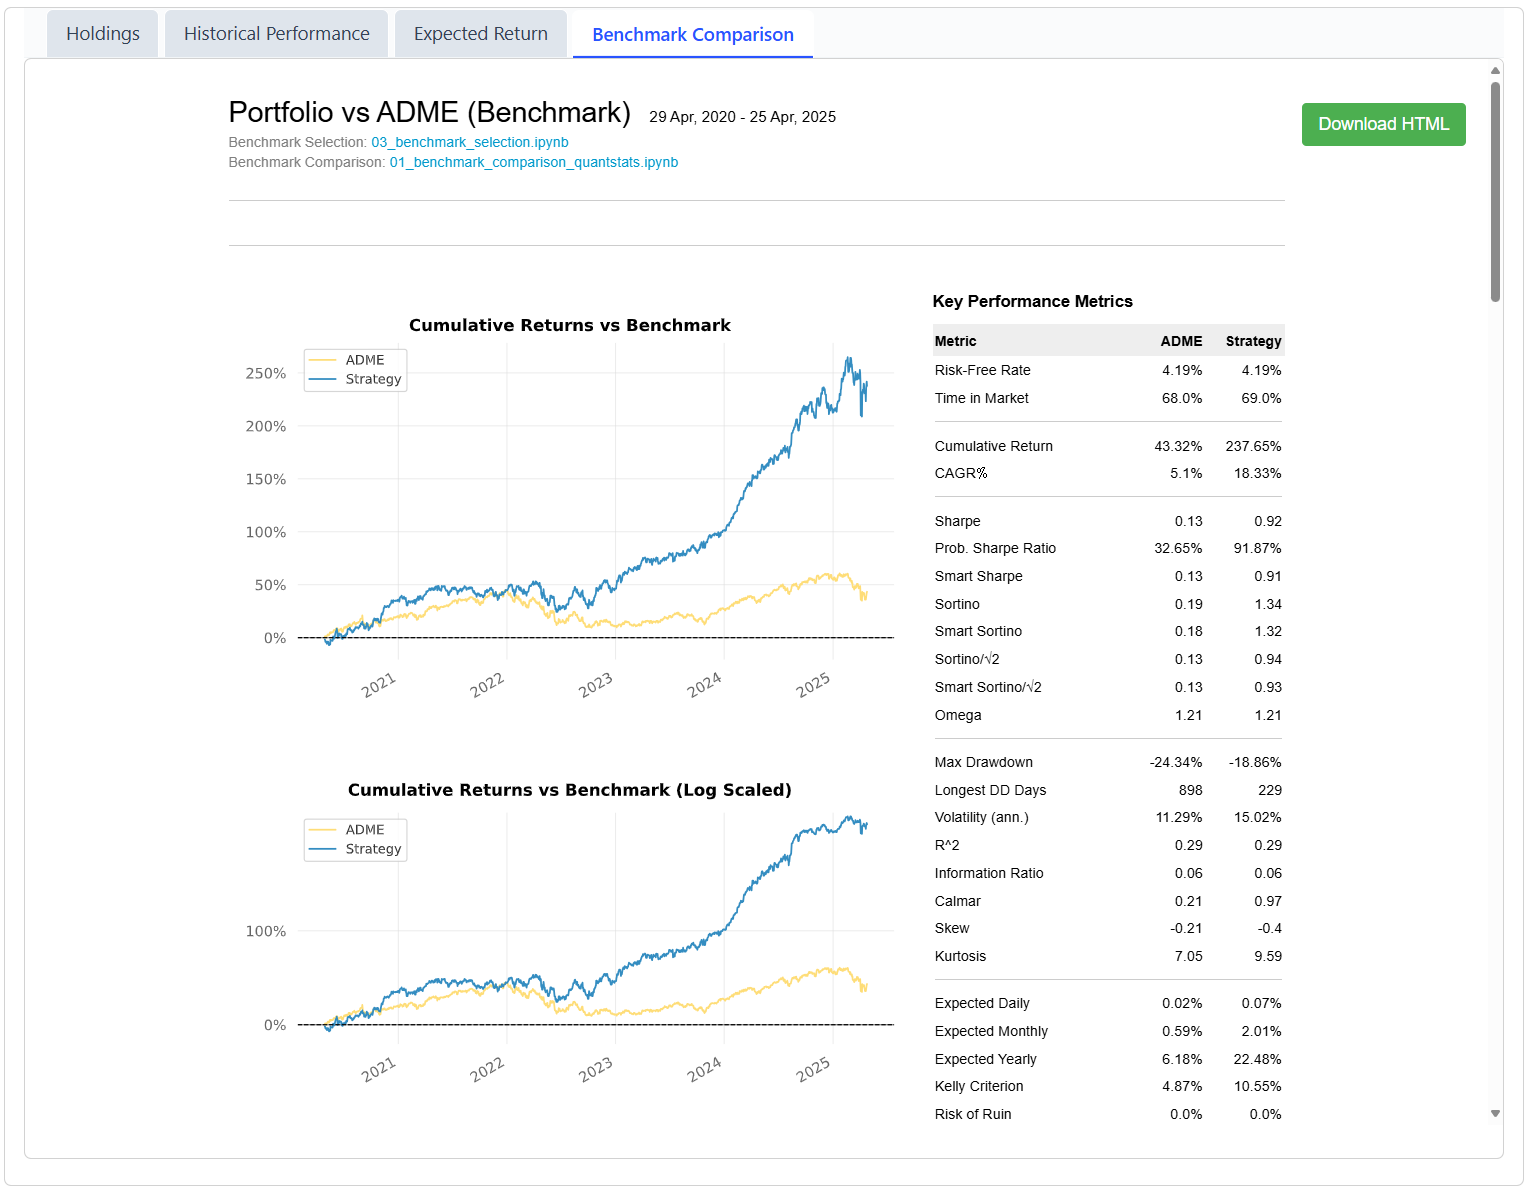 Holdings
Historical Performance
Expected Return
Benchmark Comparison
Portfolio vs ADME (Benchmark) 29 Apr, 2020 - 25 Apr, 2025
Download HTML
Benchmark Selection: 03_benchmark_selection.ipynb
Benchmark Comparison: 01_benchmark_comparison_quantstats.ipynb
Cumulative Returns vs Benchmark
ADME
Strategy
250%
200%
150%
100%
50%
0%
2021
2022
2023
2024
2025
Cumulative Returns vs Benchmark (Log Scaled)
ADME
Strategy
100%
0%
2021
2022
2023
2024
2025
Key Performance Metrics
Metric ADME Strategy
Risk-Free Rate 4.19% 4.19%
Time in Market 68.0% 69.0%
Cumulative Return 43.32% 237.65%
CAGR﹪ 5.1% 18.33%
Sharpe 0.13 0.92
Prob. Sharpe Ratio 32.65% 91.87%
Smart Sharpe 0.13 0.91
Sortino 0.19 1.34
Smart Sortino 0.18 1.32
Sortino/√2 0.13 0.94
Smart Sortino/√2 0.13 0.93
Omega 1.21 1.21
Max Drawdown -24.34% -18.86%
Longest DD Days 898 229
Volatility (ann.) 11.29% 15.02%
R^2 0.29 0.29
Information Ratio 0.06 0.06
Calmar 0.21 0.97
Skew -0.21 -0.4
Kurtosis 7.05 9.59
Expected Daily 0.02% 0.07%
Expected Monthly 0.59% 2.01%
Expected Yearly 6.18% 22.48%
Kelly Criterion 4.87% 10.55%
Risk of Ruin 0.0% 0.0%